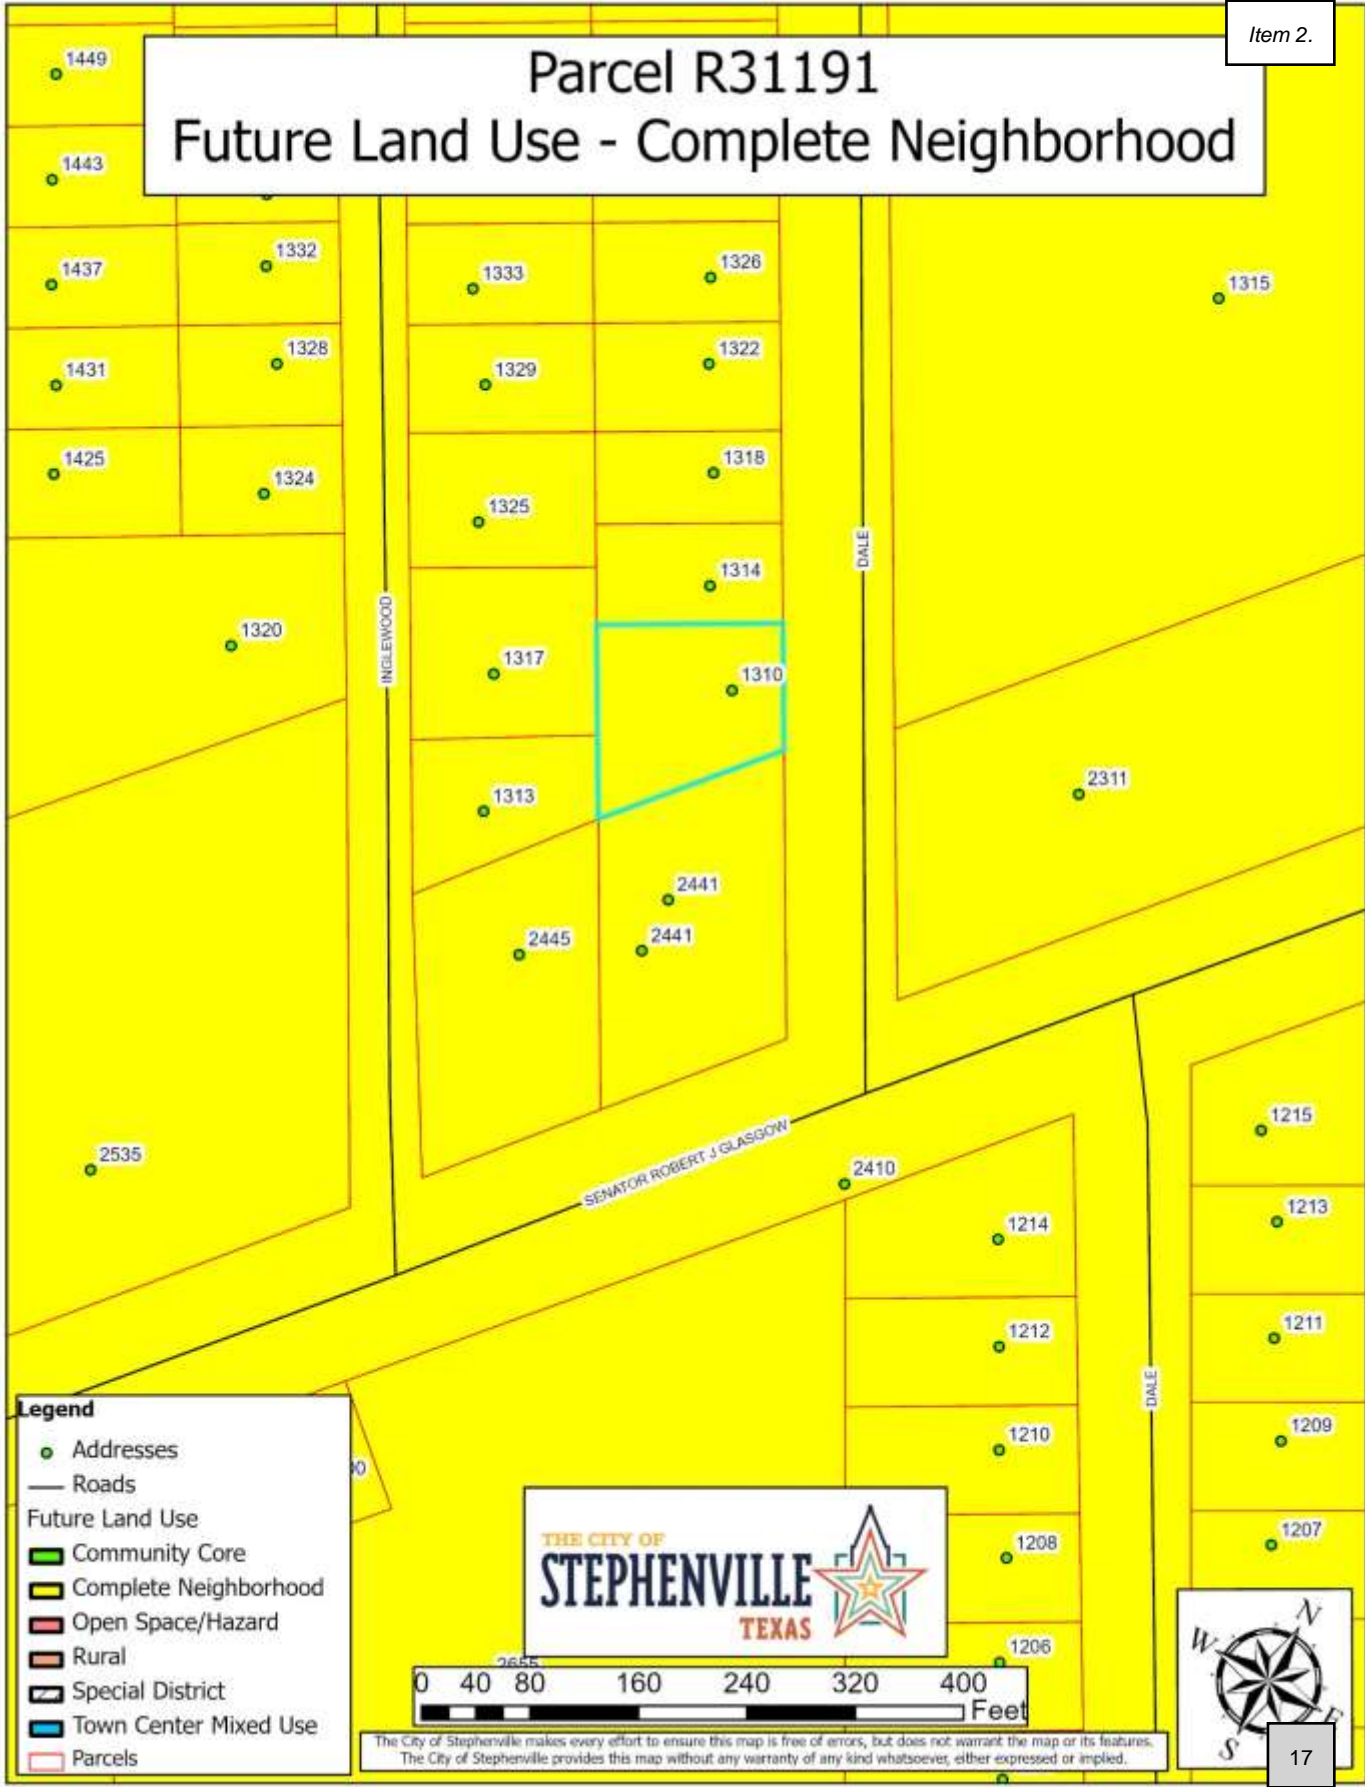 Item 2.
Parcel R31191
Future Land Use - Complete Neighborhood
1449
1443
1437
1332
1333
1326
1315
1431
1328
1329
1322
1425
1324
1325
1318
DALE
1314
INGLEWOOD
1320
1317
1310
1313
2311
2441
2445
2441
2535
SENATOR ROBERT J GLASGOW
2410
1215
1214
1213
1212
1211
DALE
1210
1209
1208
1207
1206
2655
Legend
Addresses
Roads
Future Land Use
Community Core
Complete Neighborhood
Open Space/Hazard
Rural
Special District
Town Center Mixed Use
Parcels
THE CITY OF
STEPHENVILLE
TEXAS
0 40 80 160 240 320 400
Feet
The City of Stephenville makes every effort to ensure this map is free of errors, but does not warrant the map or its features.
The City of Stephenville provides this map without any warranty of any kind whatsoever, either expressed or implied.
N
W
E
S
17